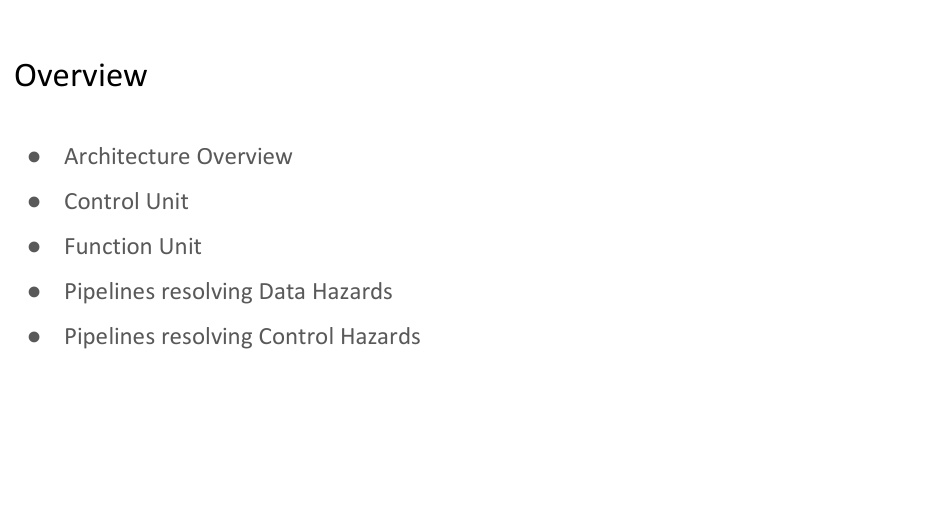 Overview
● Architecture Overview
● Control Unit
● Function Unit
● Pipelines resolving Data Hazards
● Pipelines resolving Control Hazards